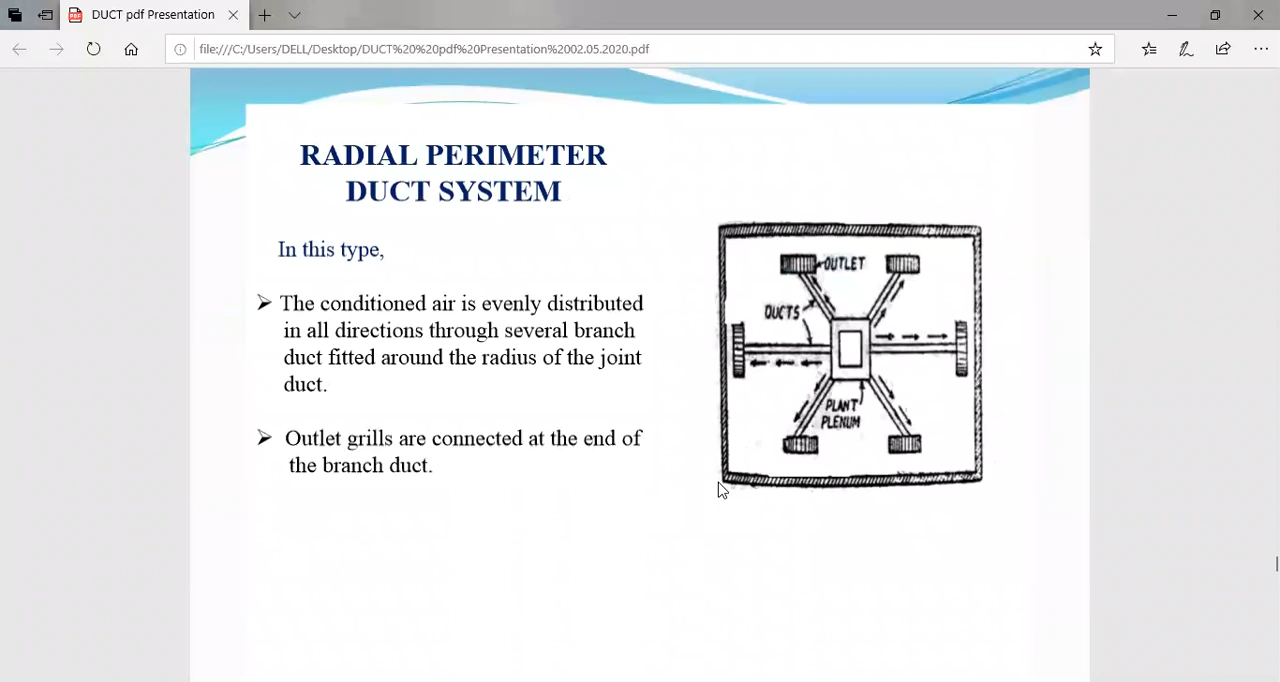 DUCT pdf Presentation
file:///C:/Users/DELL/Desktop/DUCT%20%20pdf%20Presentation%2002.05.2020.pdf
RADIAL PERIMETER
DUCT SYSTEM
In this type,
➢ The conditioned air is evenly distributed
in all directions through several branch
duct fitted around the radius of the joint
duct.
➢ Outlet grills are connected at the end of
the branch duct.
OUTLET
DUCTS
PLANT
PLENUM